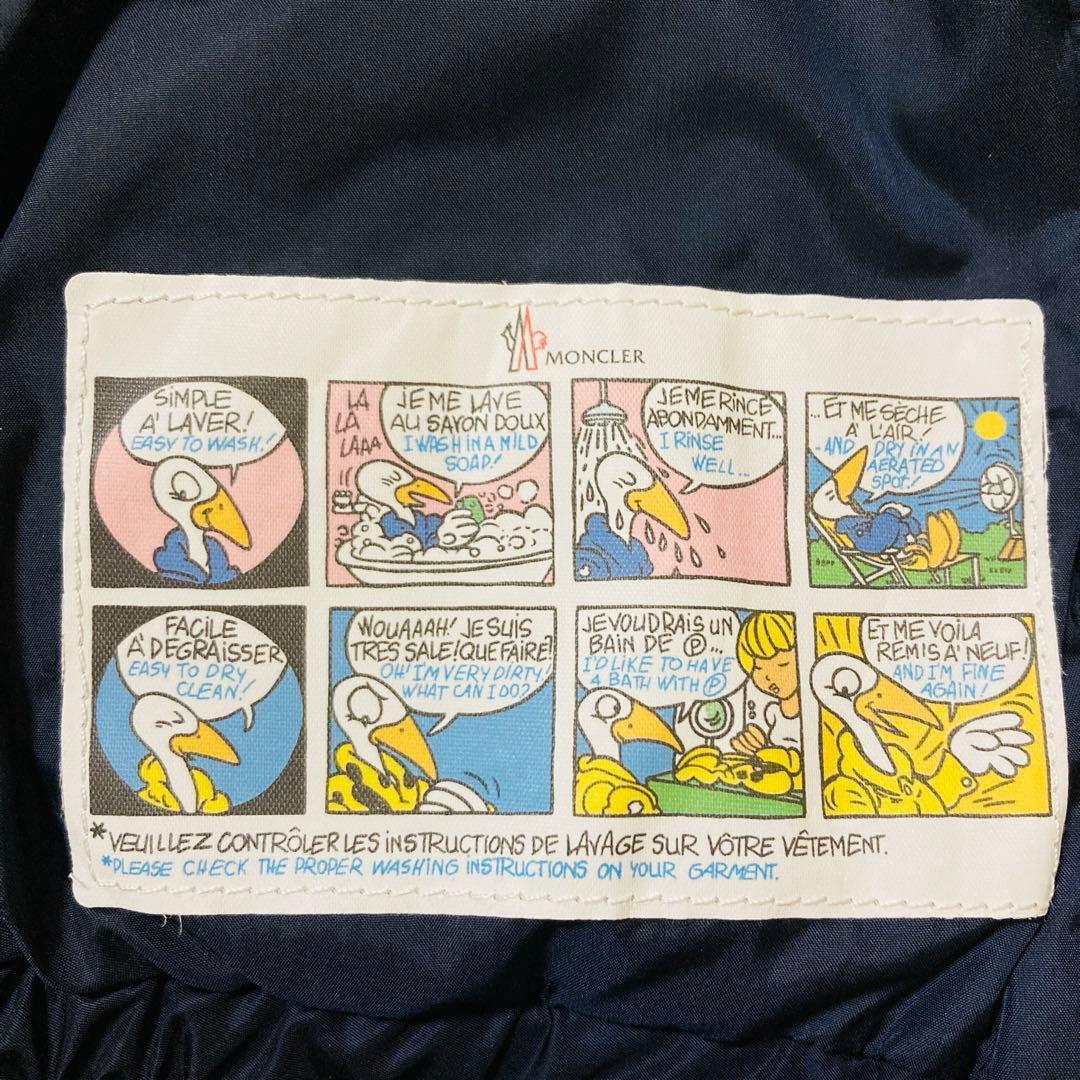 MONCLER
SIMPLE
A' LAVER!
EASY TO WASH!
LA
LA
LAAA
JE ME LAVE
AU SAVON DOUX
I WASH IN A MILD
SOAP!
JE ME RINCE
ABONDAMMENT...
I RINSE
WELL...
...ET ME SÈCHE
A' L'AIR!
...AND DRY IN AN
AERATED
SPOT!
FACILE
A' DEGRAISSER
EASY TO DRY
CLEAN!
WOUAAAH! JE SUIS
TRES SALE! QUE FAIRE?
OH! I'M VERY DIRTY!
WHAT CAN I DO?
JE VOUDRAIS UN
BAIN DE Ⓟ...
I'D LIKE TO HAVE
A BATH WITH Ⓟ
ET ME VOILA
REMIS A' NEUF!
AND I'M FINE
AGAIN!
*VEUILLEZ CONTRÔLER LES INSTRUCTIONS DE LAVAGE SUR VÔTRE VÊTEMENT.
*PLEASE CHECK THE PROPER WASHING INSTRUCTIONS ON YOUR GARMENT.